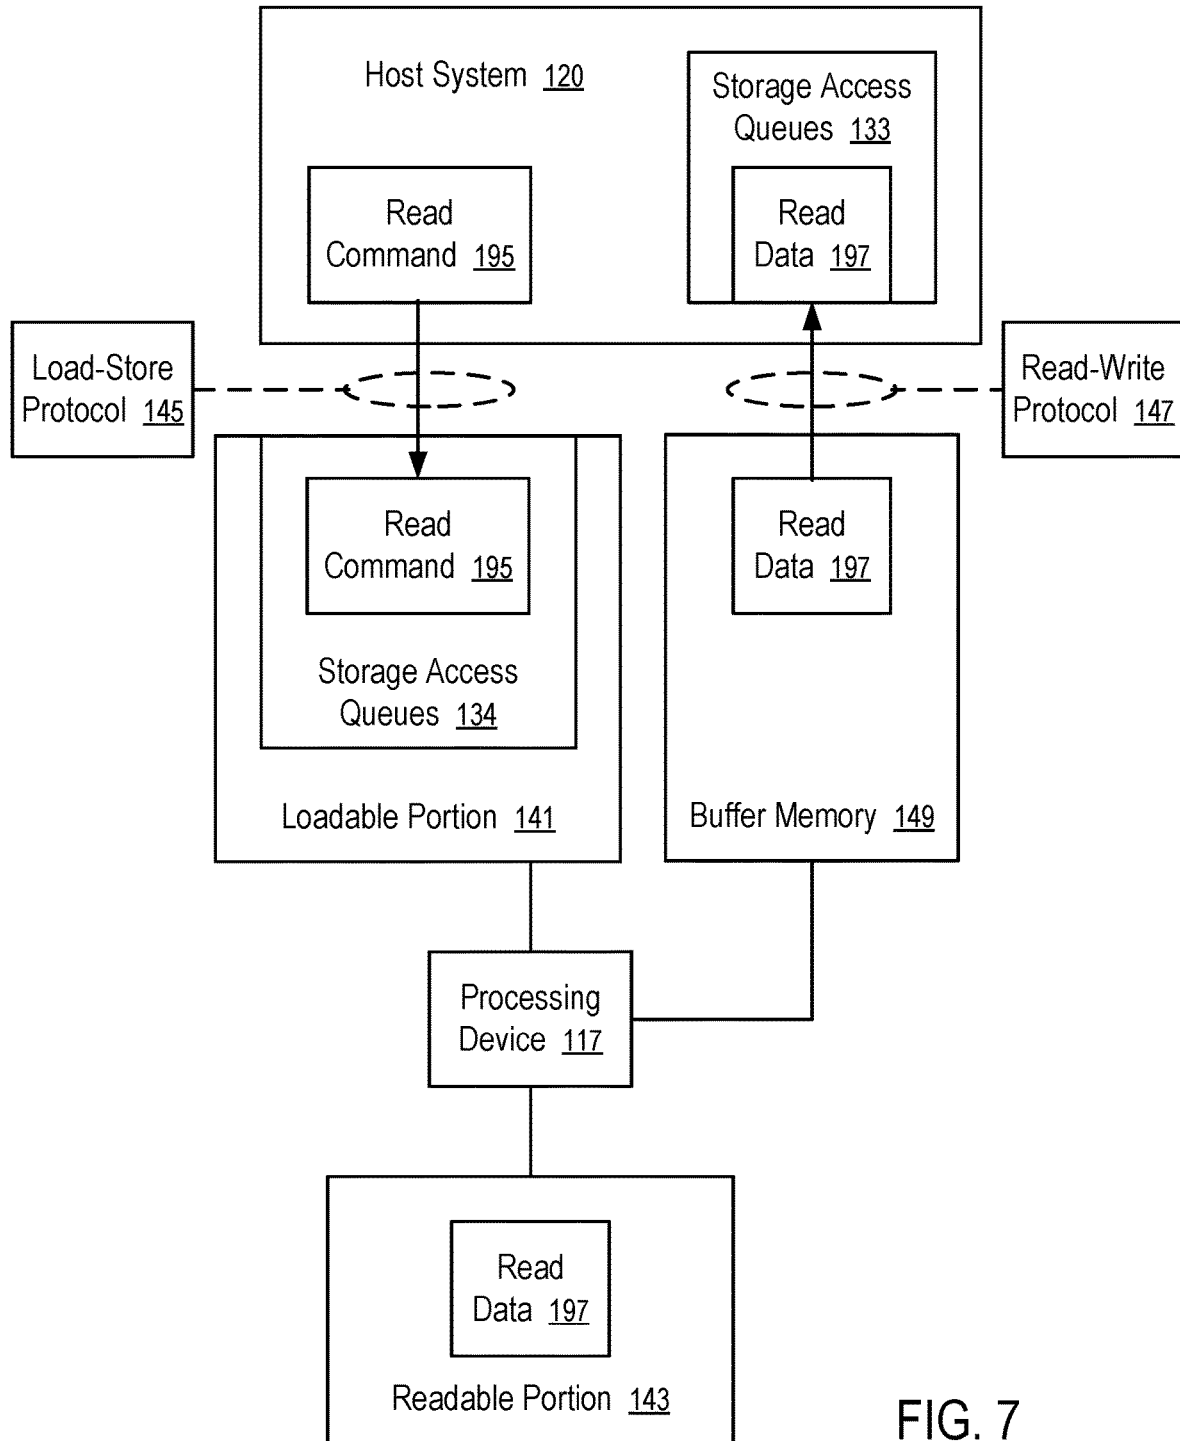 Host System 120
Storage Access
Queues 133
Read
Command 195
Read
Data 197
Load-Store
Protocol 145
Read-Write
Protocol 147
Read
Command 195
Storage Access
Queues 134
Loadable Portion 141
Read
Data 197
Buffer Memory 149
Processing
Device 117
Read
Data 197
Readable Portion 143
FIG. 7